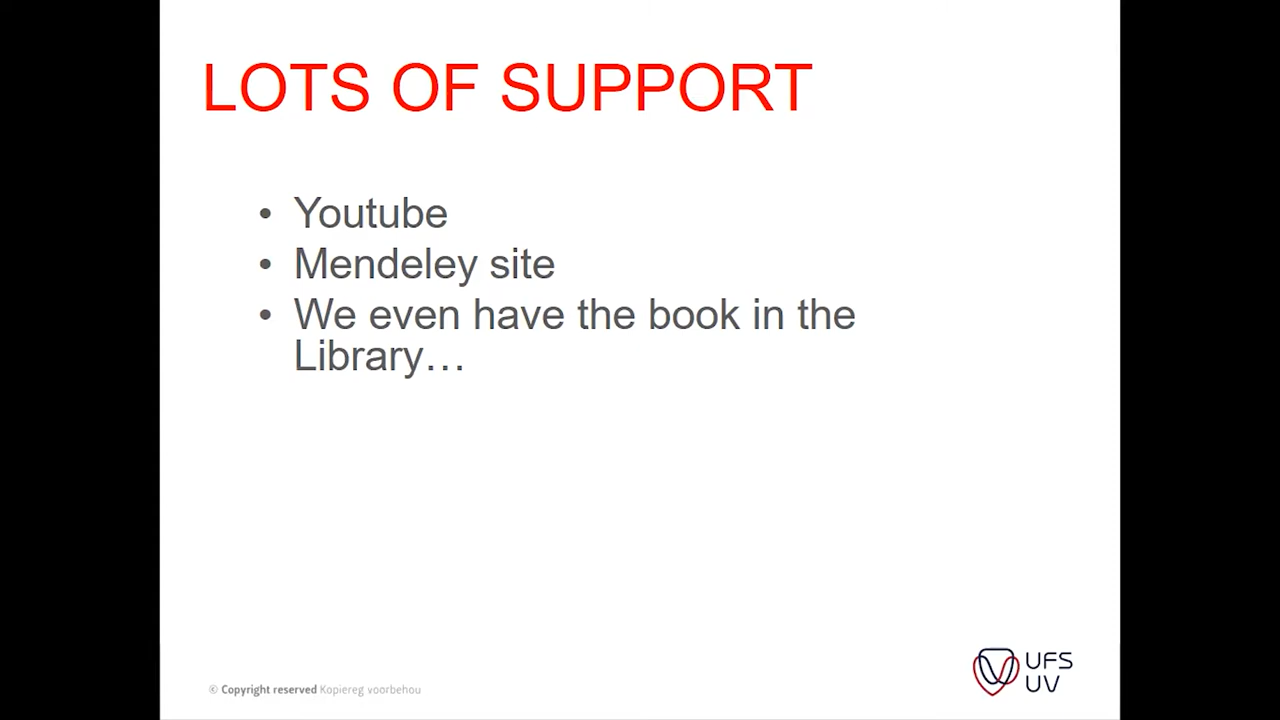 LOTS OF SUPPORT
• Youtube
• Mendeley site
• We even have the book in the
Library…
© Copyright reserved Kopiereg voorbehou
UFS
UV